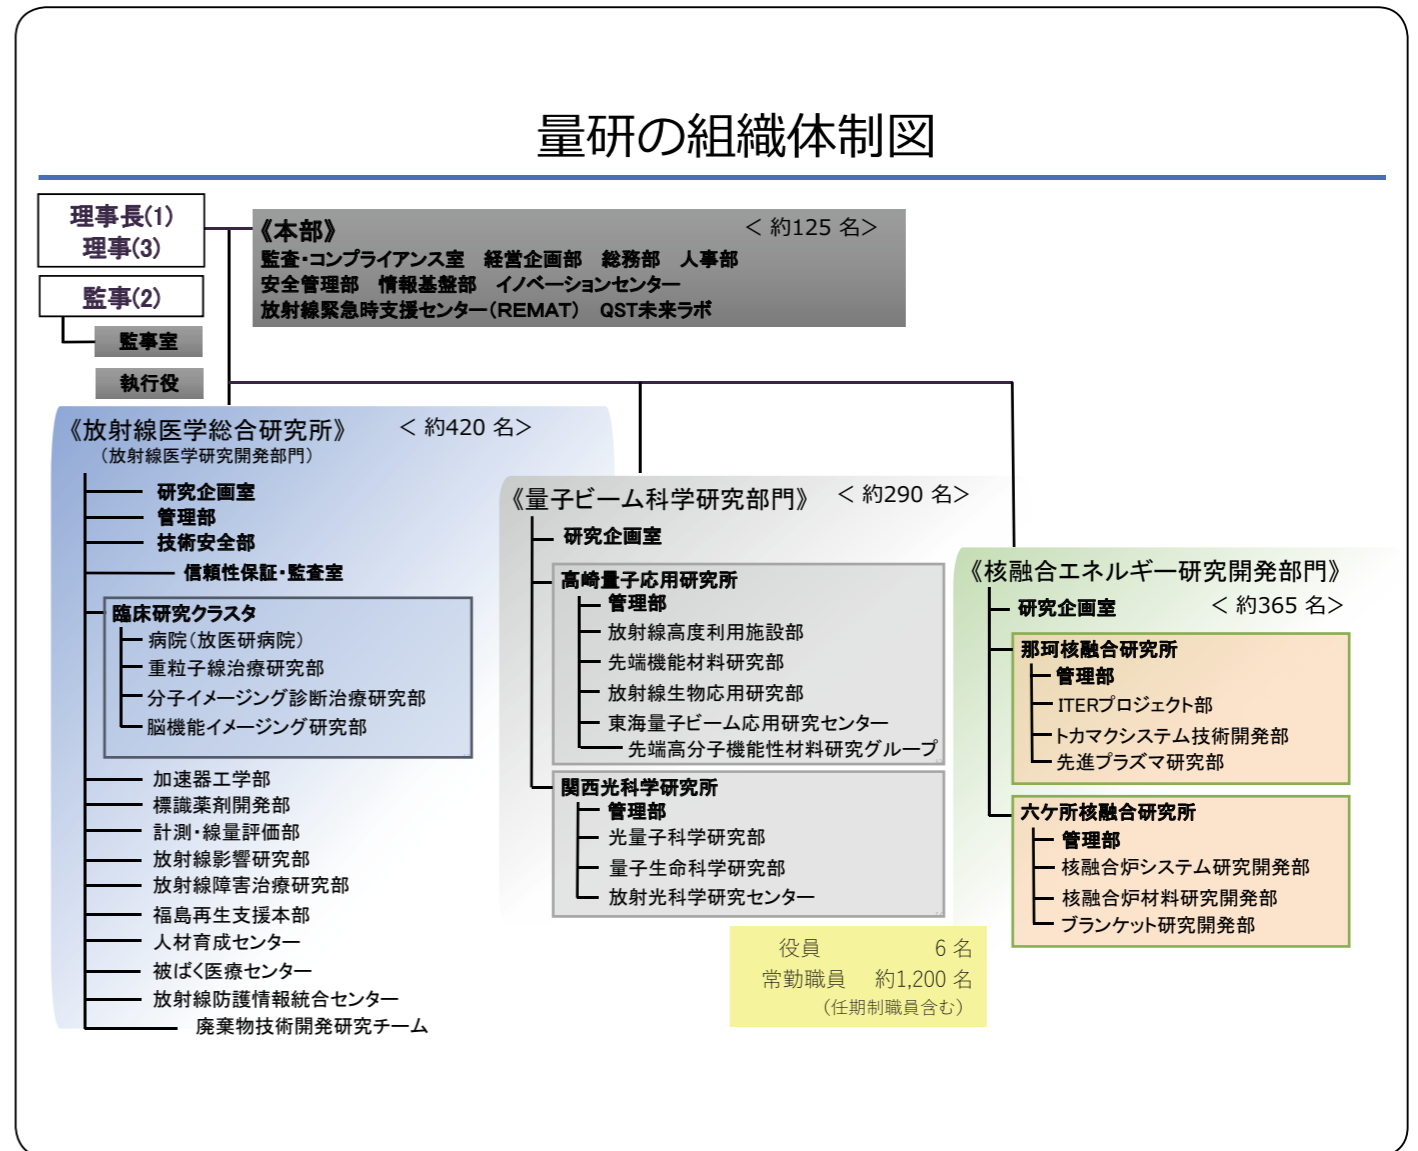 量研の組織体制図
理事長(1)
理事(3)
監事(2)
監事室
執行役
《本部》 ＜ 約125 名＞
監査・コンプライアンス室 経営企画部 総務部 人事部
安全管理部 情報基盤部 イノベーションセンター
放射線緊急時支援センター（REMAT） QST未来ラボ
《放射線医学総合研究所》 ＜ 約420 名＞
（放射線医学研究開発部門）
研究企画室
管理部
技術安全部
信頼性保証・監査室
臨床研究クラスタ
病院（放医研病院）
重粒子線治療研究部
分子イメージング診断治療研究部
脳機能イメージング研究部
加速器工学部
標識薬剤開発部
計測・線量評価部
放射線影響研究部
放射線障害治療研究部
福島再生支援本部
人材育成センター
被ばく医療センター
放射線防護情報統合センター
廃棄物技術開発研究チーム
《量子ビーム科学研究部門》 ＜ 約290 名＞
研究企画室
高崎量子応用研究所
管理部
放射線高度利用施設部
先端機能材料研究部
放射線生物応用研究部
東海量子ビーム応用研究センター
先端高分子機能性材料研究グループ
関西光科学研究所
管理部
光量子科学研究部
量子生命科学研究部
放射光科学研究センター
《核融合エネルギー研究開発部門》
研究企画室 ＜ 約365 名＞
那珂核融合研究所
管理部
ITERプロジェクト部
トカマクシステム技術開発部
先進プラズマ研究部
六ケ所核融合研究所
管理部
核融合炉システム研究開発部
核融合炉材料研究開発部
ブランケット研究開発部
役員 6 名
常勤職員 約1,200 名
（任期制職員含む）